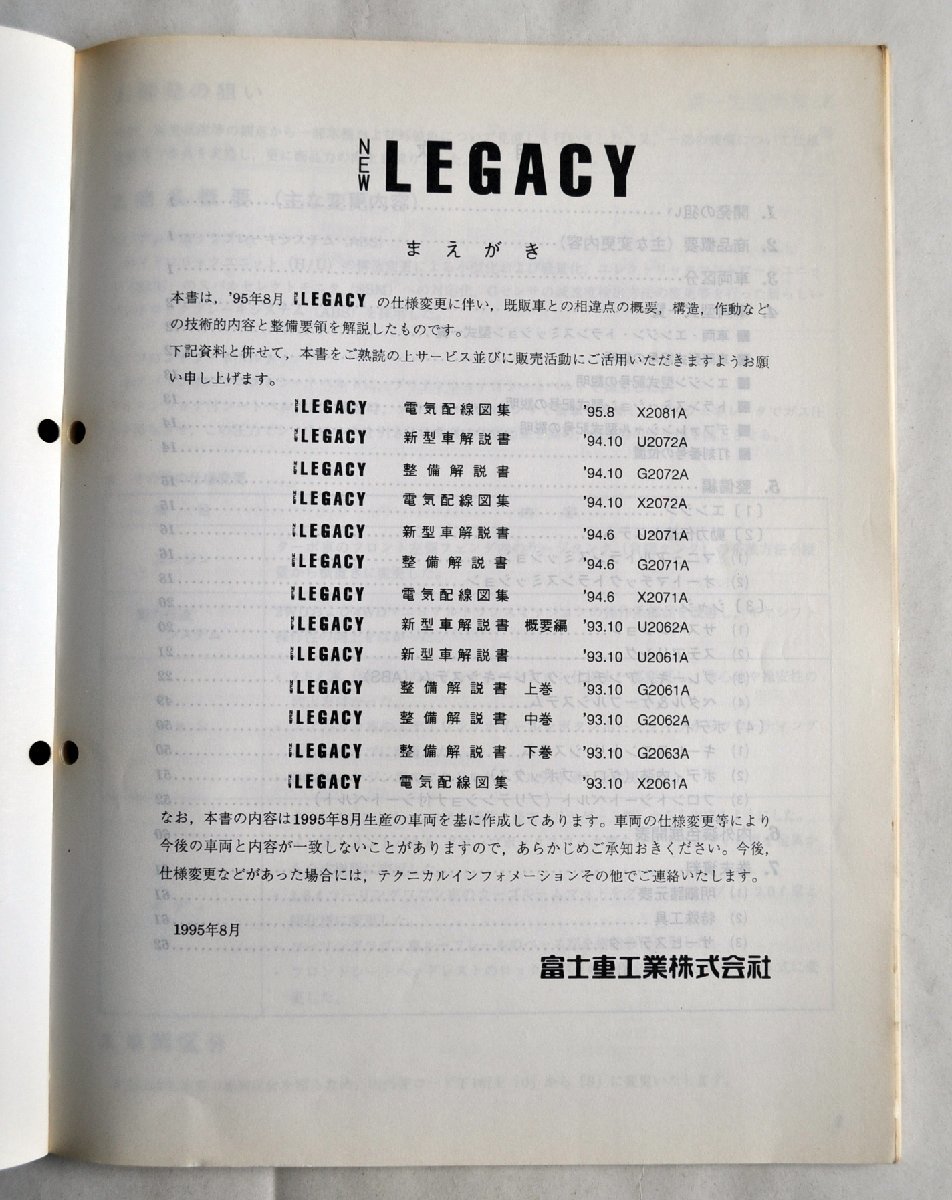 NEW LEGACY
まえがき
本書は，'95年8月 NEW LEGACY の仕様変更に伴い，既販車との相違点の概要，構造，作動など
の技術的内容と整備要領を解説したものです。
下記資料と併せて，本書をご熟読の上サービス並びに販売活動にご活用いただきますようお願
い申し上げます。
NEW LEGACY 電気配線図集 '95.8 X2081A
NEW LEGACY 新型車解説書 '94.10 U2072A
NEW LEGACY 整備解説書 '94.10 G2072A
NEW LEGACY 電気配線図集 '94.10 X2072A
NEW LEGACY 新型車解説書 '94.6 U2071A
NEW LEGACY 整備解説書 '94.6 G2071A
NEW LEGACY 電気配線図集 '94.6 X2071A
NEW LEGACY 新型車解説書 概要編 '93.10 U2062A
NEW LEGACY 新型車解説書 '93.10 U2061A
NEW LEGACY 整備解説書 上巻 '93.10 G2061A
NEW LEGACY 整備解説書 中巻 '93.10 G2062A
NEW LEGACY 整備解説書 下巻 '93.10 G2063A
NEW LEGACY 電気配線図集 '93.10 X2061A
なお，本書の内容は1995年8月生産の車両を基に作成してあります。車両の仕様変更等により
今後の車両と内容が一致しないことがありますので，あらかじめご承知おきください。今後，
仕様変更などがあった場合には，テクニカルインフォメーションその他でご連絡いたします。
1995年8月
富士重工業株式会社